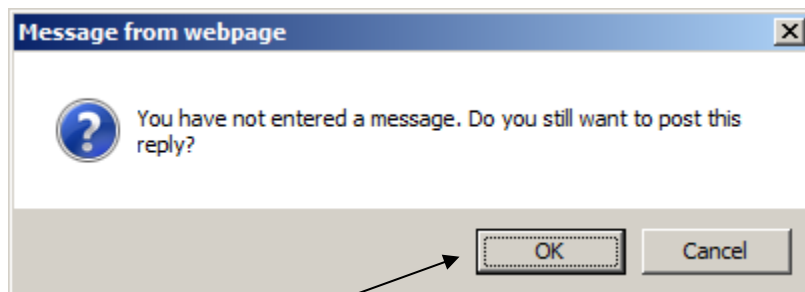 Message from webpage
You have not entered a message. Do you still want to post this
reply?
OK
Cancel